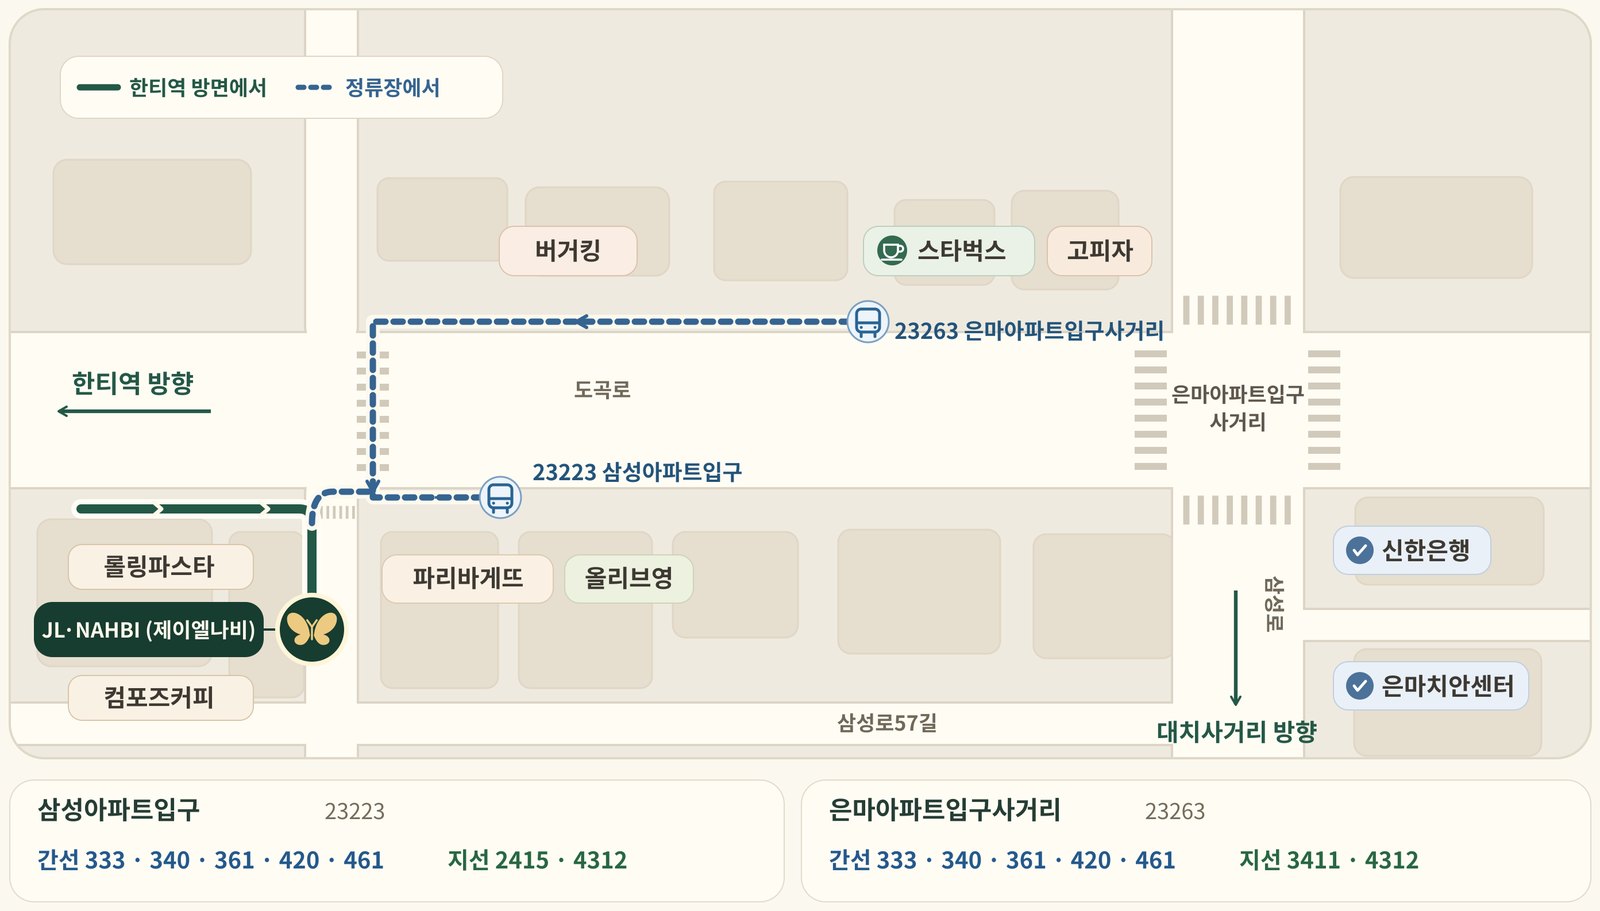 한티역 방면에서
정류장에서
버거킹
스타벅스
고피자
23263 은마아파트입구사거리
한티역 방향
도곡로
은마아파트입구
사거리
23223 삼성아파트입구
롤링파스타
파리바게뜨
올리브영
신한은행
삼성로
JL·NAHBI (제이엘나비)
컴포즈커피
은마치안센터
삼성로57길
대치사거리 방향
삼성아파트입구 23223
간선 333 · 340 · 361 · 420 · 461 지선 2415 · 4312
은마아파트입구사거리 23263
간선 333 · 340 · 361 · 420 · 461 지선 3411 · 4312